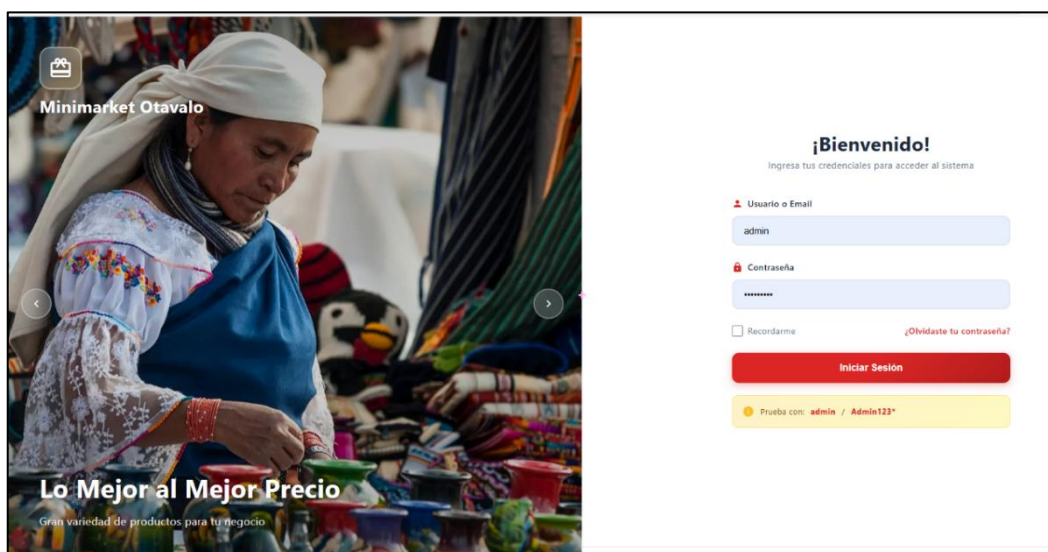 Minimarket Otavalo
Lo Mejor al Mejor Precio
Gran variedad de productos para tu negocio
¡Bienvenido!
Ingresa tus credenciales para acceder al sistema
Usuario o Email
admin
Contraseña
•••••••••
Recordarme
¿Olvidaste tu contraseña?
Iniciar Sesión
Prueba con: admin / Admin123*